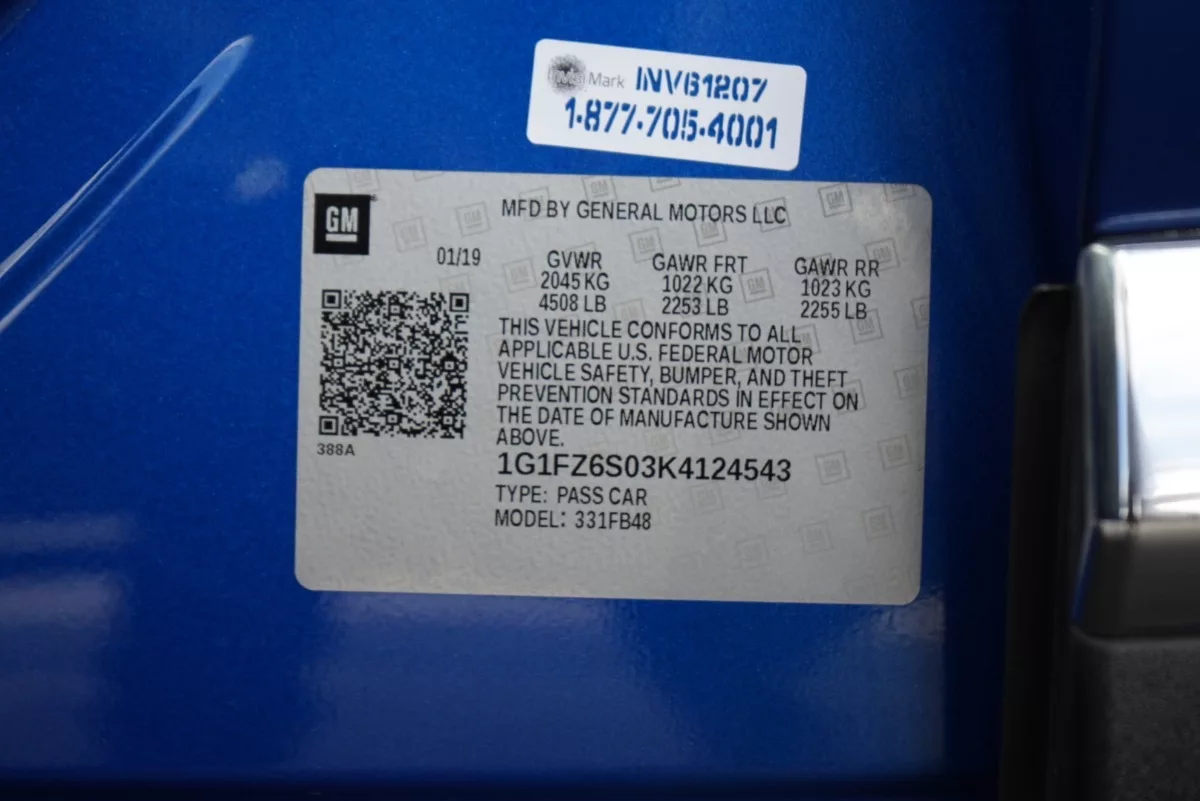 Mark INV61207
1-877-705-4001
GM
MFD BY GENERAL MOTORS LLC
01/19 GVWR GAWR FRT GAWR RR
2045 KG 1022 KG 1023 KG
4508 LB 2253 LB 2255 LB
THIS VEHICLE CONFORMS TO ALL
APPLICABLE U.S. FEDERAL MOTOR
VEHICLE SAFETY, BUMPER, AND THEFT
PREVENTION STANDARDS IN EFFECT ON
THE DATE OF MANUFACTURE SHOWN
ABOVE.
388A
1G1FZ6S03K4124543
TYPE: PASS CAR
MODEL: 331FB48